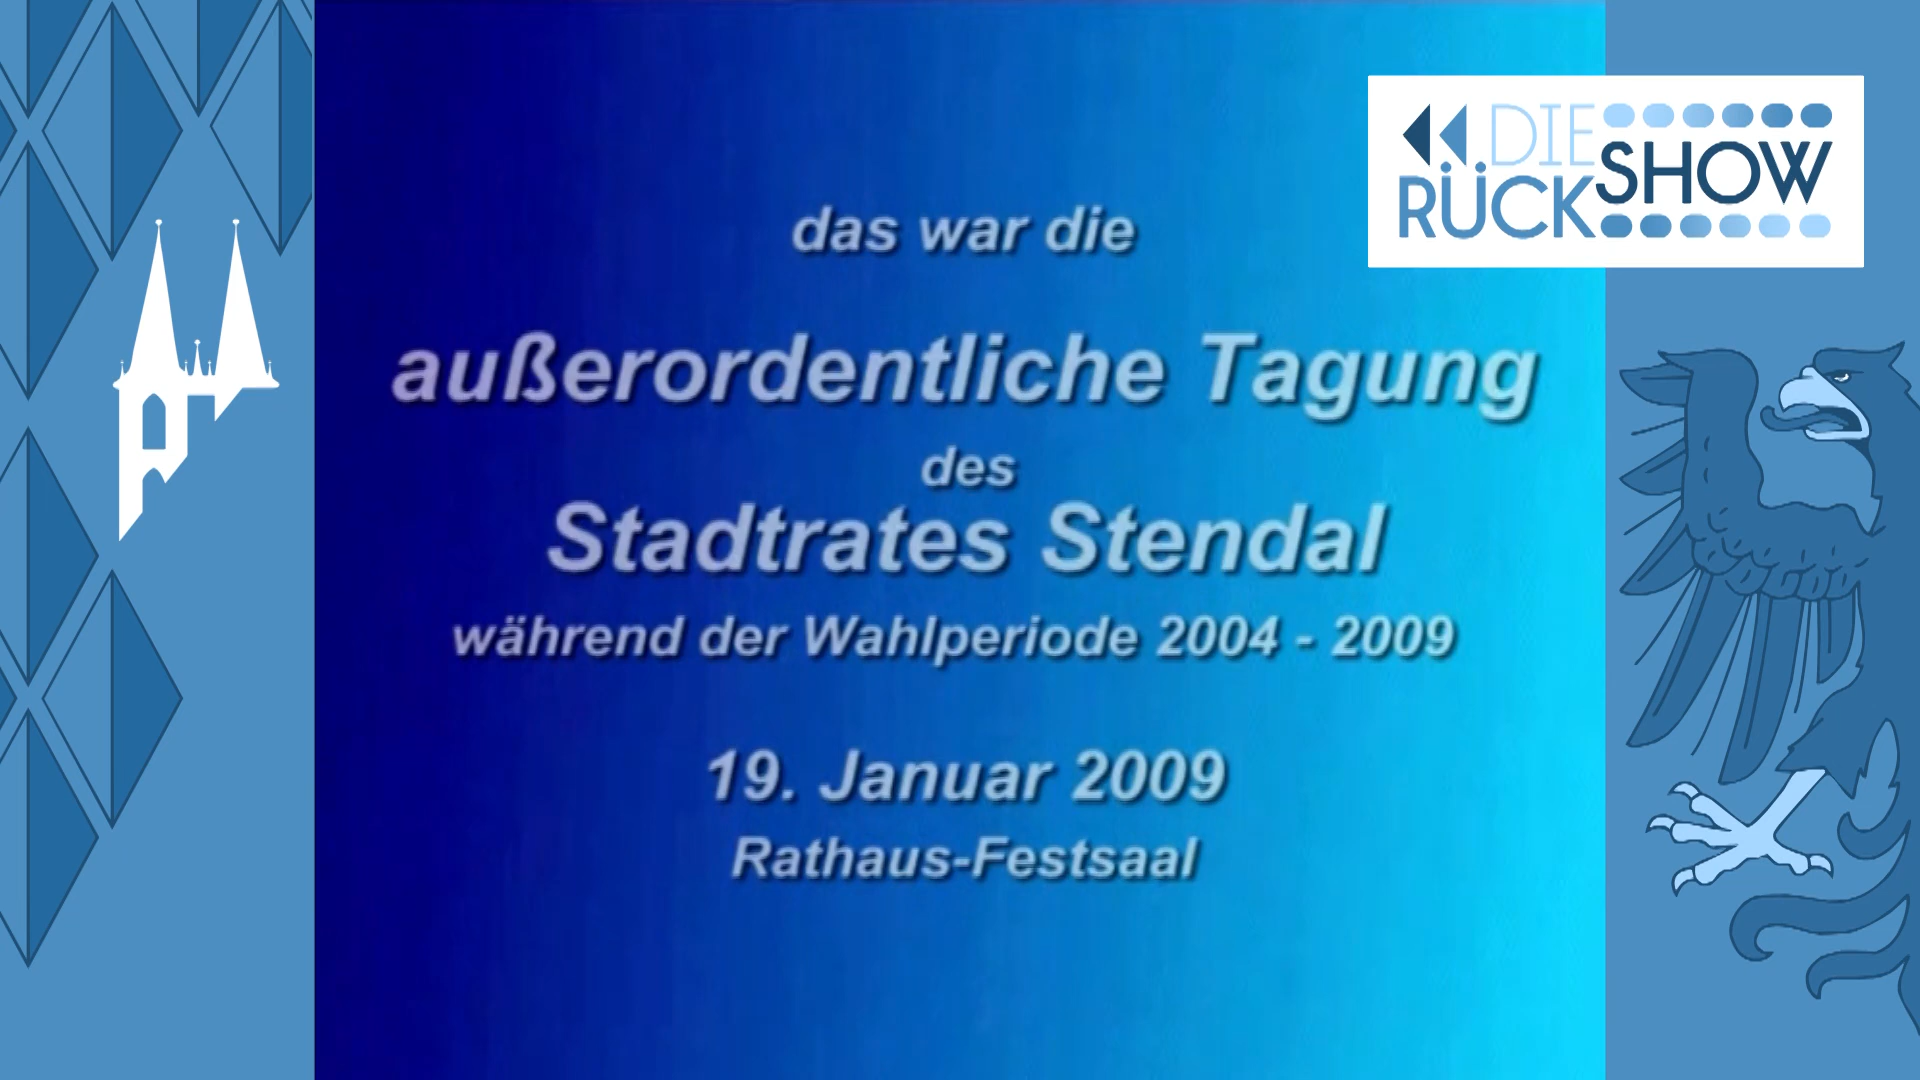 das war die
außerordentliche Tagung
des
Stadtrates Stendal
während der Wahlperiode 2004 - 2009
19. Januar 2009
Rathaus-Festsaal
DIE
RÜCKSHOW